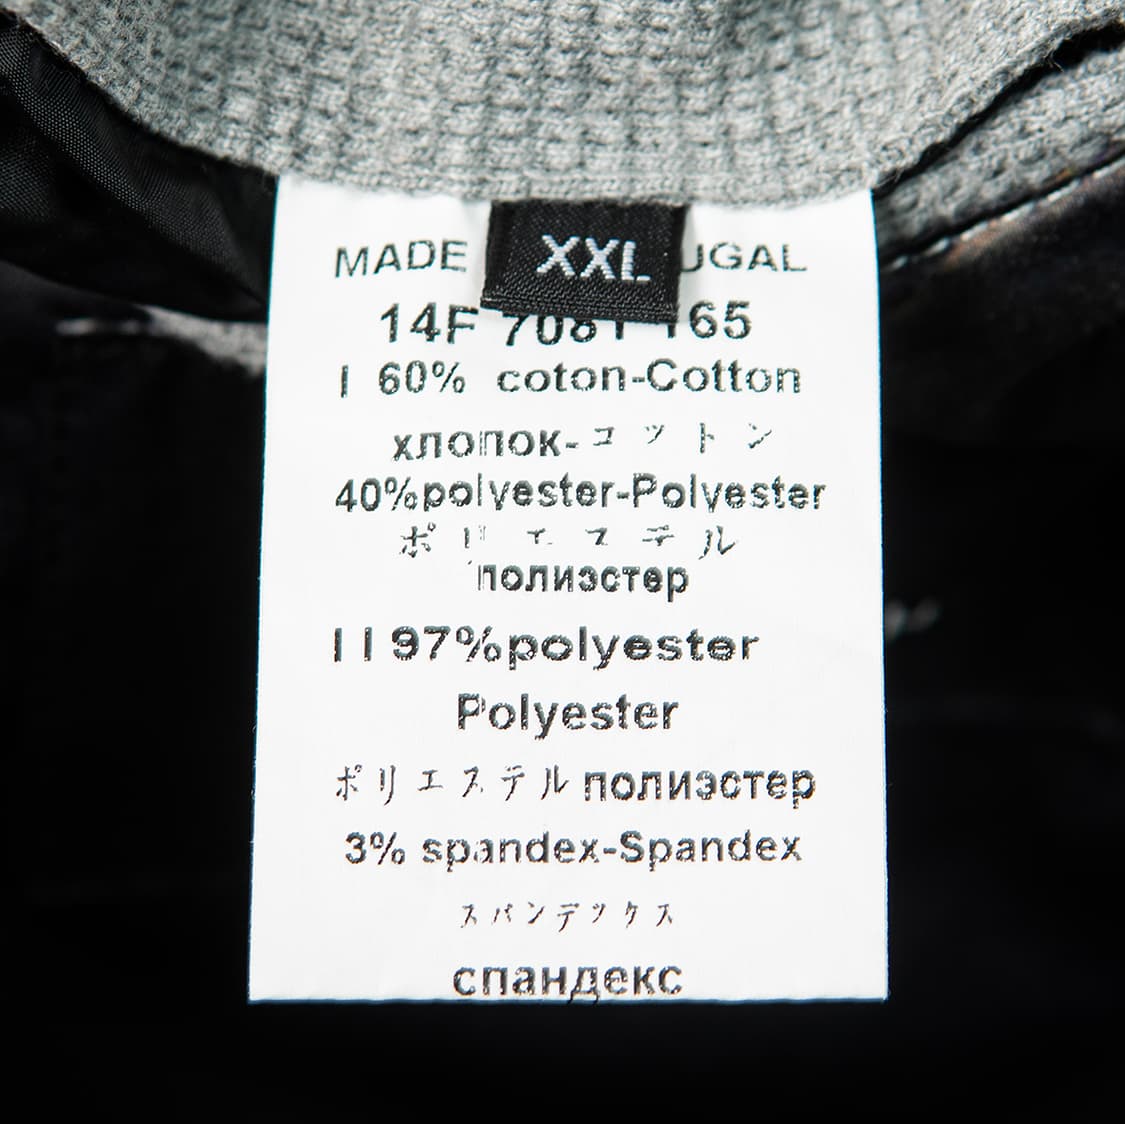 XXL
MADE
14F 165
I 60% coton-Cotton
хлопок-コットン
40%polyester-Polyester
ポリエステル
полиэстер
II 97%polyester
Polyester
ポリエステル полиэстер
3% spandex-Spandex
スパンデックス
спандекс